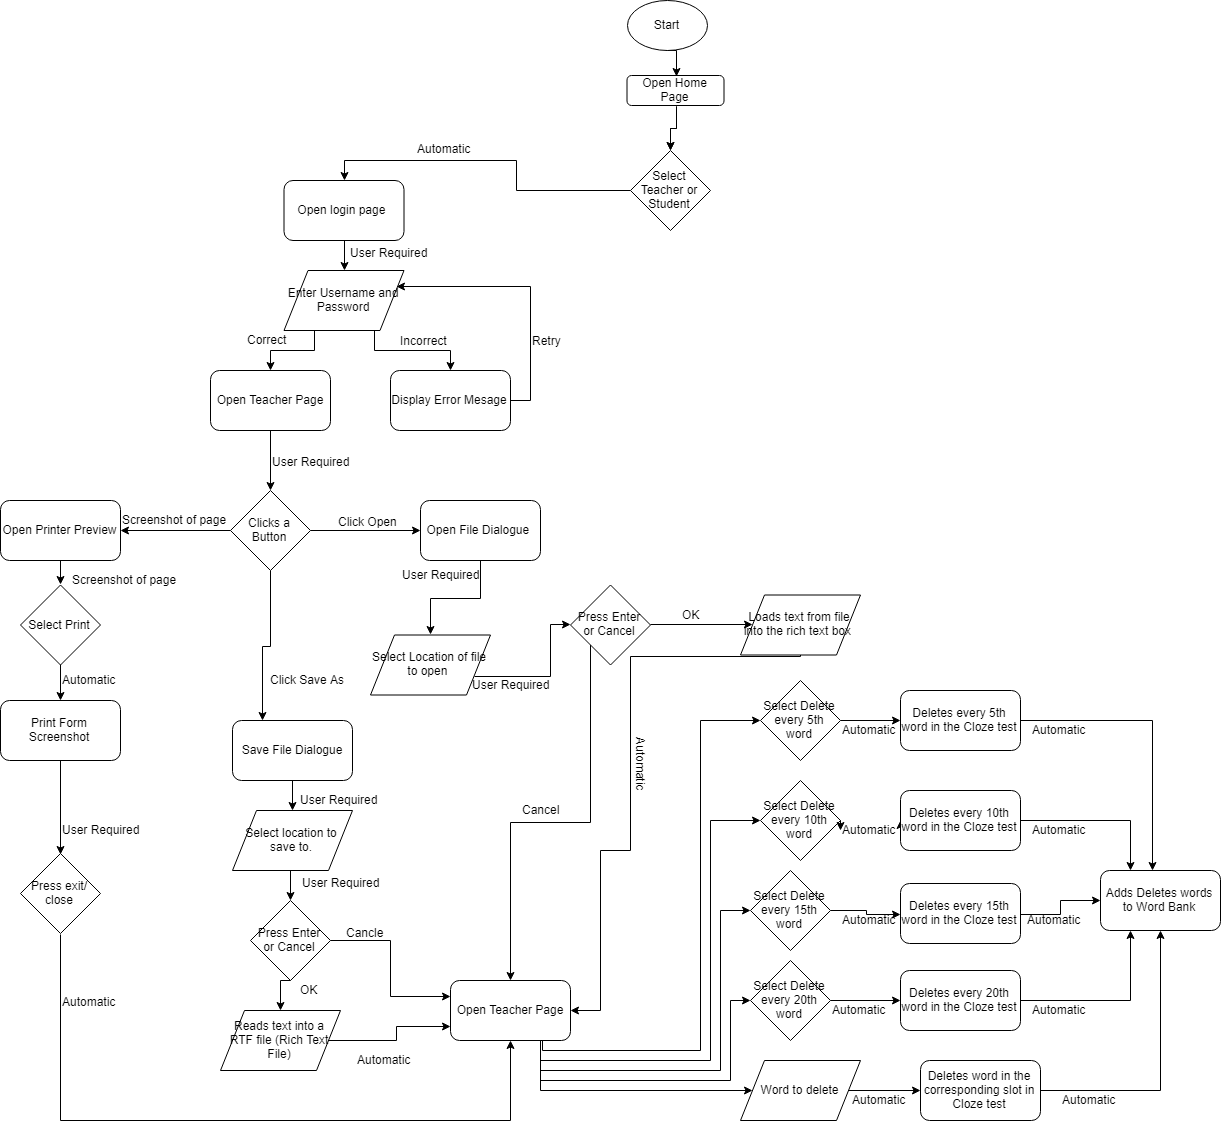 Start
Open Home
Page
Select
Teacher or
Student
Automatic
Open login page
User Required
Enter Username and
Password
Correct
Incorrect
Retry
Open Teacher Page
Display Error Mesage
User Required
Open Printer Preview
Screenshot of page
Clicks a
Button
Click Open
Open File Dialogue
Screenshot of page
User Required
Select Print
Press Enter
or Cancel
OK
Loads text from file
into the rich text box
Select Location of file
to open
User Required
Automatic
Click Save As
Print Form
Screenshot
Save File Dialogue
Automatic
Select Delete
every 5th
word
Automatic
Deletes every 5th
word in the Cloze test
Automatic
User Required
Cancel
Select location to
save to.
User Required
Select Delete
every 10th
word
Automatic
Deletes every 10th
word in the Cloze test
Automatic
User Required
Press exit/
close
Select Delete
every 15th
word
Automatic
Deletes every 15th
word in the Cloze test
Automatic
Adds Deletes words
to Word Bank
Press Enter
or Cancel
Cancle
OK
Automatic
Open Teacher Page
Select Delete
every 20th
word
Automatic
Deletes every 20th
word in the Cloze test
Automatic
Reads text into a
RTF file (Rich Text
File)
Automatic
Word to delete
Automatic
Deletes word in the
corresponding slot in
Cloze test
Automatic